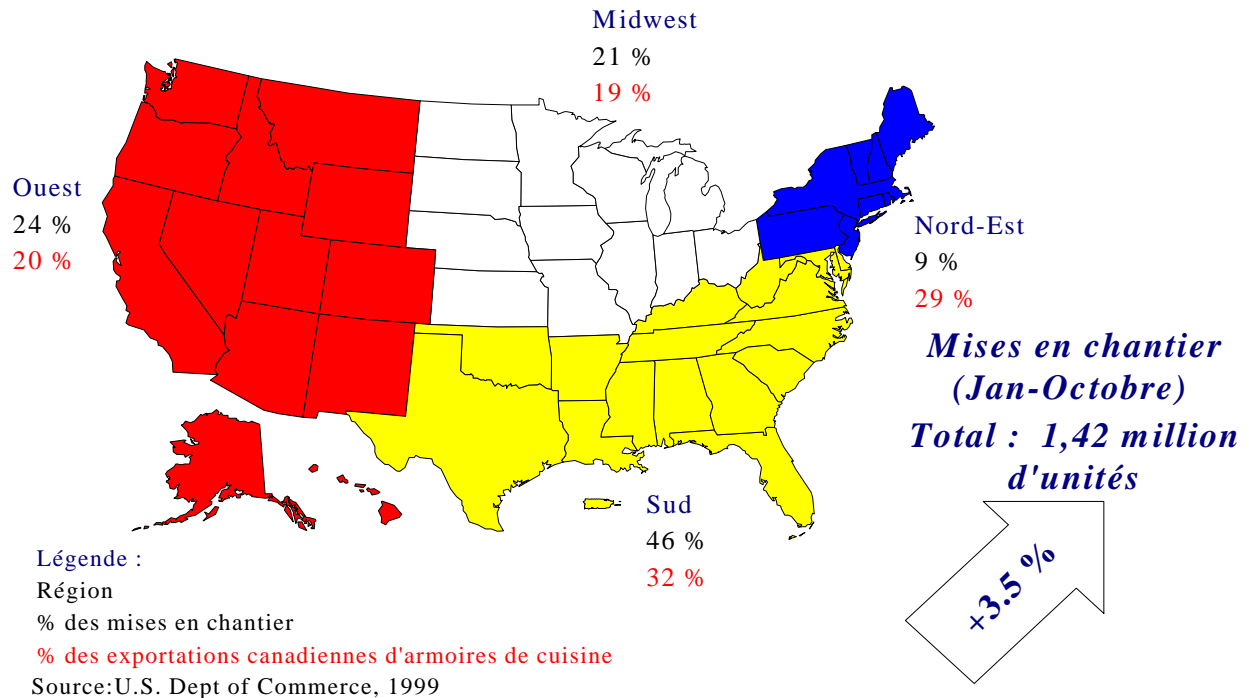 Midwest
21 %
19 %
Ouest
24 %
20 %
Nord-Est
9 %
29 %
Mises en chantier
(Jan-Octobre)
Total : 1,42 million
d'unités
+3.5 %
Sud
46 %
32 %
Légende :
Région
% des mises en chantier
% des exportations canadiennes d'armoires de cuisine
Source:U.S. Dept of Commerce, 1999